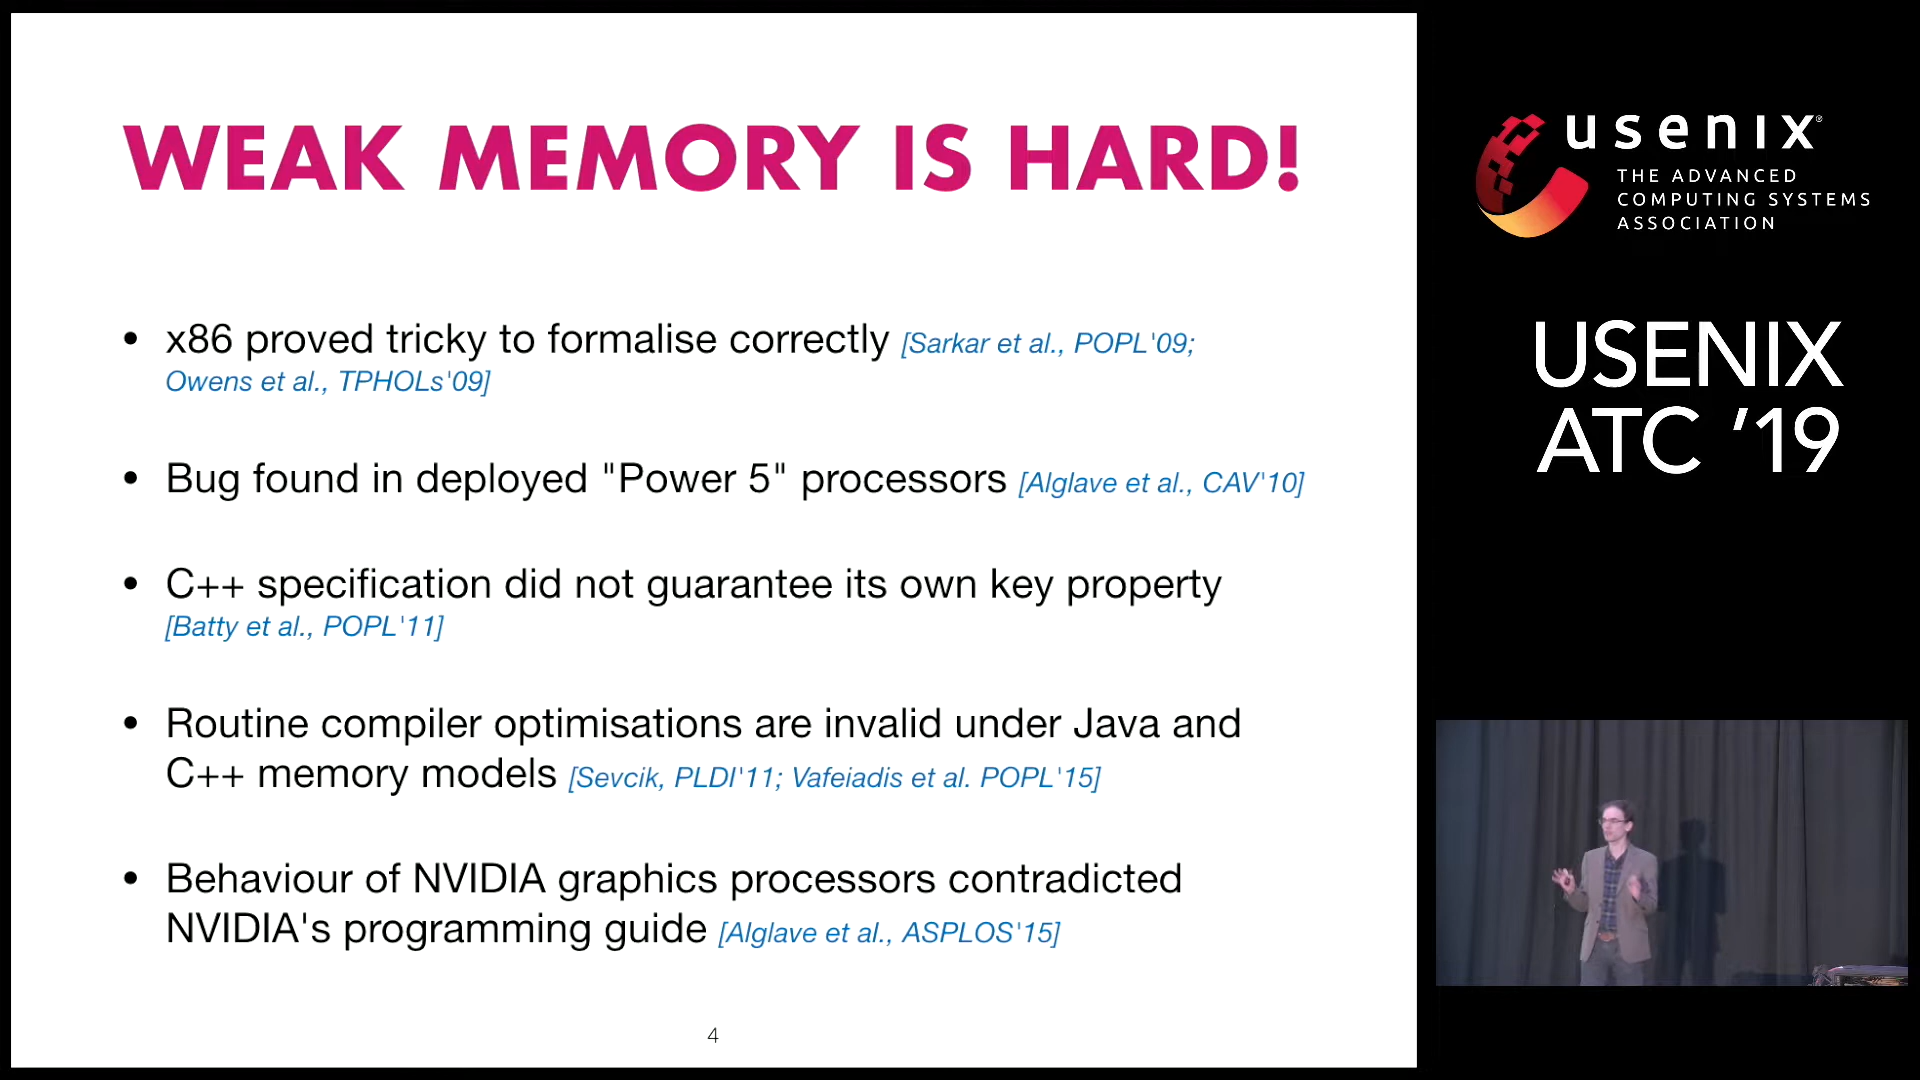 WEAK MEMORY IS HARD!
• x86 proved tricky to formalise correctly [Sarkar et al., POPL'09;
Owens et al., TPHOLs'09]
• Bug found in deployed "Power 5" processors [Alglave et al., CAV'10]
• C++ specification did not guarantee its own key property
[Batty et al., POPL'11]
• Routine compiler optimisations are invalid under Java and
C++ memory models [Sevcik, PLDI'11; Vafeiadis et al. POPL'15]
• Behaviour of NVIDIA graphics processors contradicted
NVIDIA's programming guide [Alglave et al., ASPLOS'15]
4
usenix®
THE ADVANCED
COMPUTING SYSTEMS
ASSOCIATION
USENIX
ATC ’19